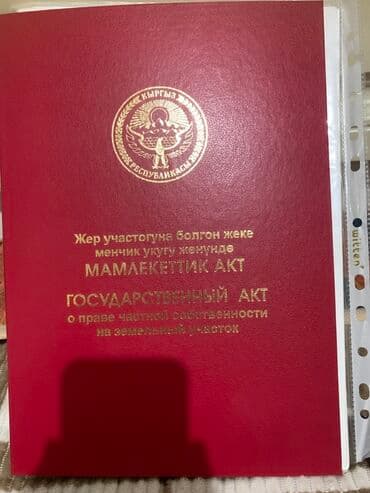 КЫРГЫЗ
РЕСПУБЛИКАСЫ
Жер участогуна болгон жеке
менчик укугу жөнүндө
МАМЛЕКЕТТИК АКТ
ГОСУДАРСТВЕННЫЙ АКТ
о праве частной собственности
на земельный участок
witten